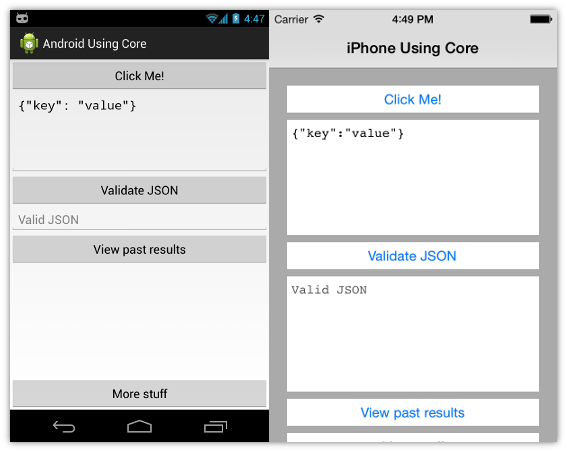 4:47
Android Using Core
Click Me!
{"key": "value"}
Validate JSON
Valid JSON
View past results
More stuff
Carrier 4:49 PM
iPhone Using Core
Click Me!
{"key":"value"}
Validate JSON
Valid JSON
View past results